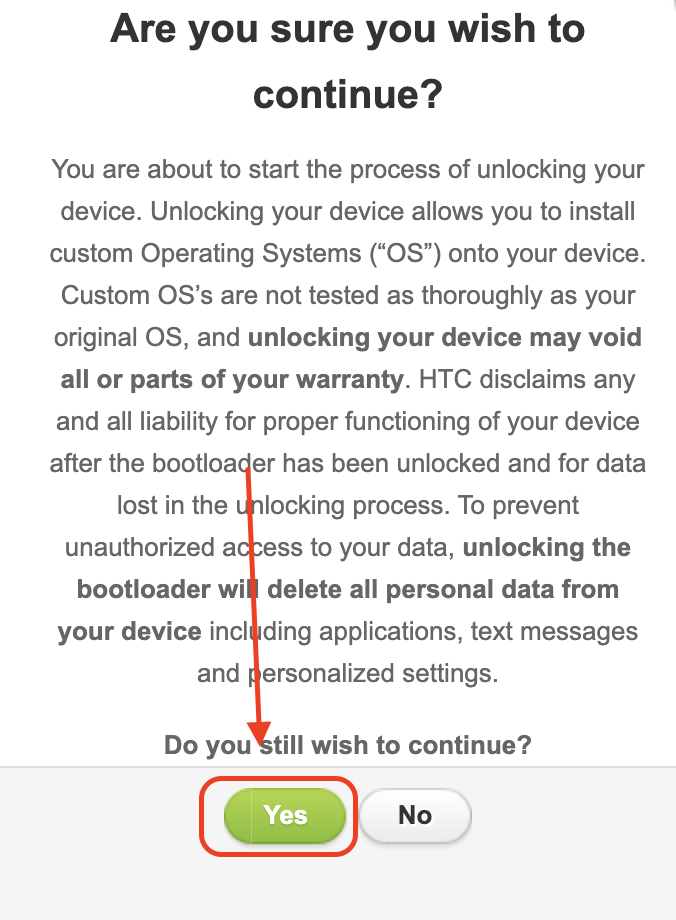 Are you sure you wish to
continue?
You are about to start the process of unlocking your
device. Unlocking your device allows you to install
custom Operating Systems (“OS”) onto your device.
Custom OS’s are not tested as thoroughly as your
original OS, and unlocking your device may void
all or parts of your warranty. HTC disclaims any
and all liability for proper functioning of your device
after the bootloader has been unlocked and for data
lost in the unlocking process. To prevent
unauthorized access to your data, unlocking the
bootloader will delete all personal data from
your device including applications, text messages
and personalized settings.
Do you still wish to continue?
Yes No